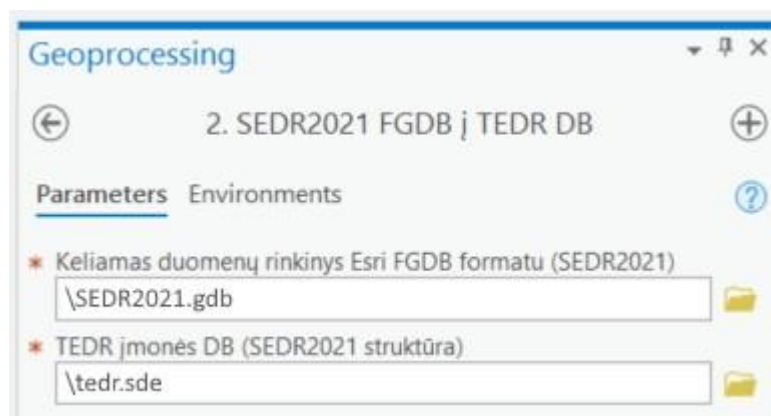 Geoprocessing
2. SEDR2021 FGDB į TEDR DB
Parameters Environments
* Keliamas duomenų rinkinys Esri FGDB formatu (SEDR2021)
\SEDR2021.gdb
* TEDR įmonės DB (SEDR2021 struktūra)
\tedr.sde